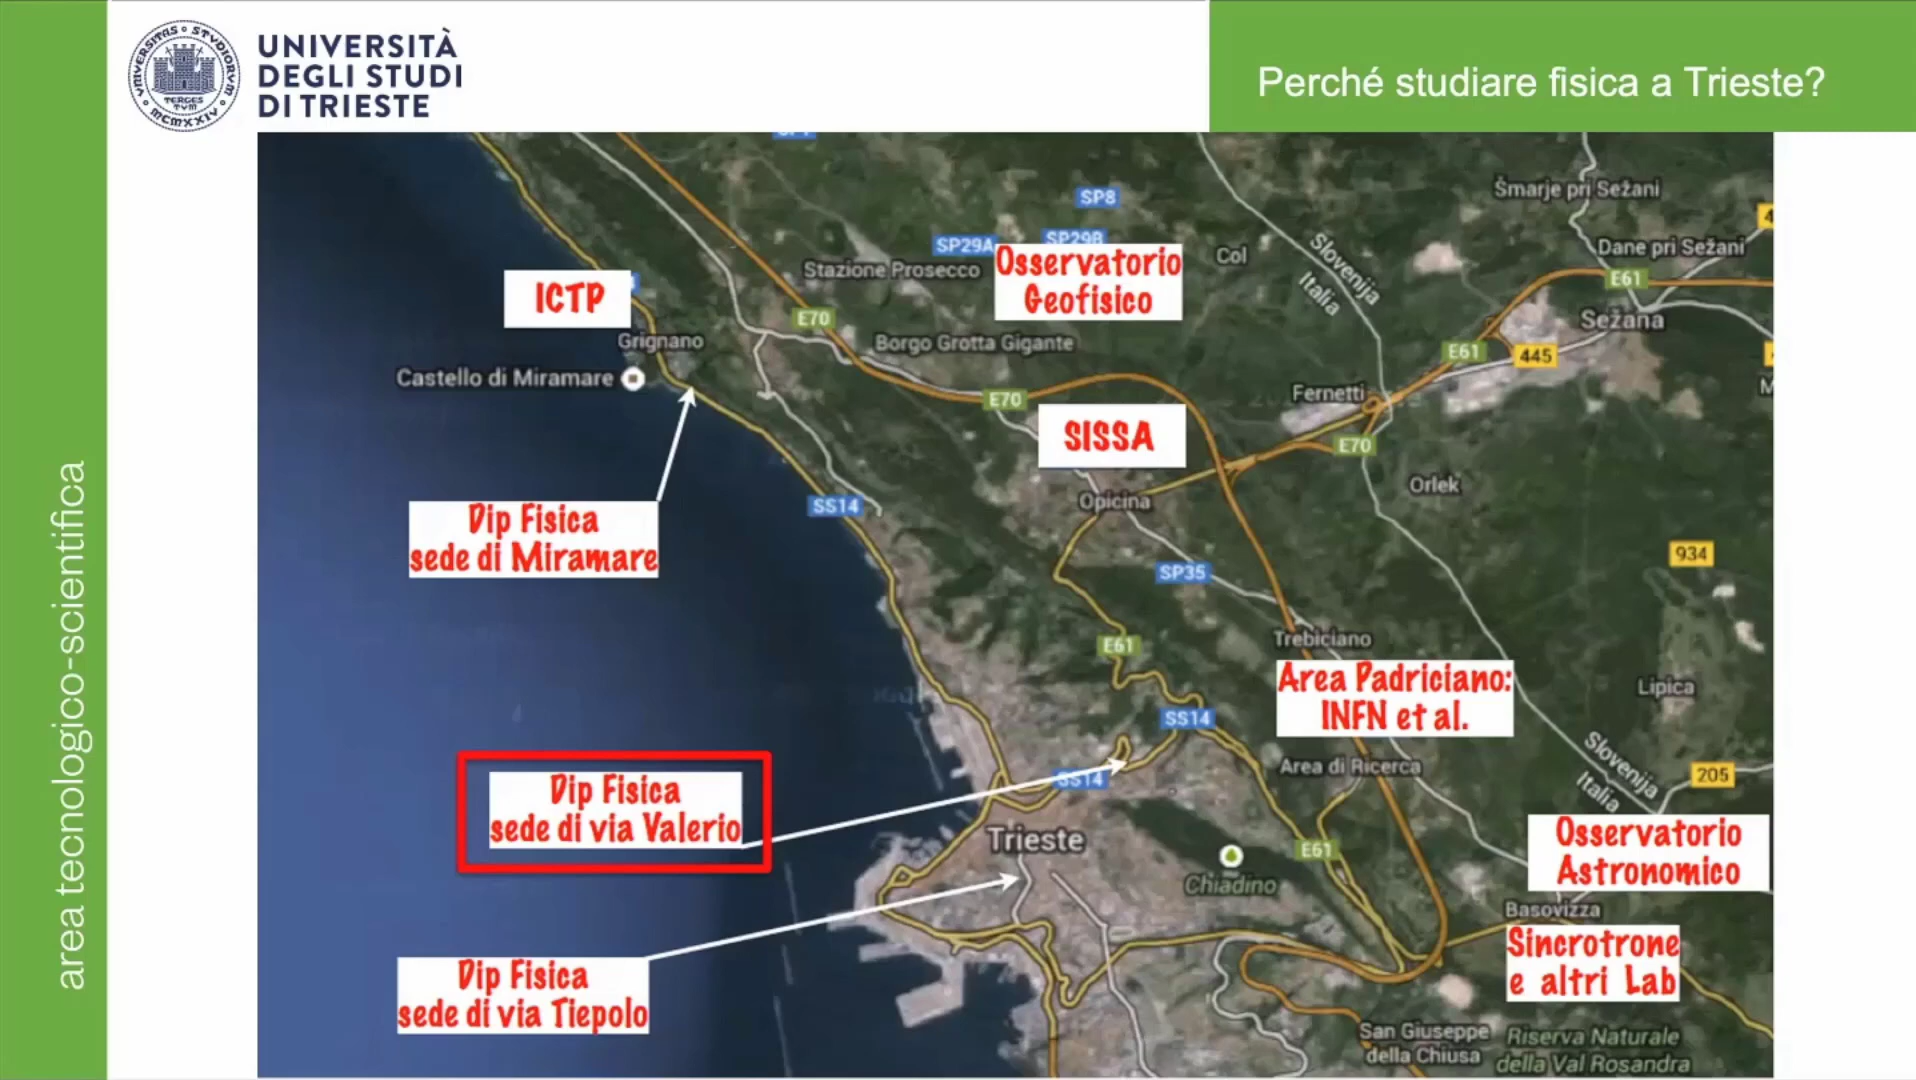 UNIVERSITÀ
DEGLI STUDI
DI TRIESTE
Perché studiare fisica a Trieste?
area tecnologico-scientifica
SP8
Šmarje pri Sežani
SP29A
SP29B
Col
Slovenija
Italia
Dane pri Sežani
Stazione Prosecco
Osservatorio
Geofisico
E61
ICTP
E70
Sežana
Grignano
Borgo Grotta Gigante
E61
445
Castello di Miramare
E70
Fernetti
SISSA
E70
Opicina
Orlek
SS14
Dip Fisica
sede di Miramare
934
SP35
E61
Trebiciano
Area Padriciano:
INFN et al.
Lipica
SS14
Slovenija
Italia
Area di Ricerca
205
SS14
Dip Fisica
sede di via Valerio
Trieste
E61
Osservatorio
Astronomico
Chiadino
Basovizza
Sincrotrone
e altri Lab
Dip Fisica
sede di via Tiepolo
San Giuseppe
della Chiusa
Riserva Naturale
della Val Rosandra